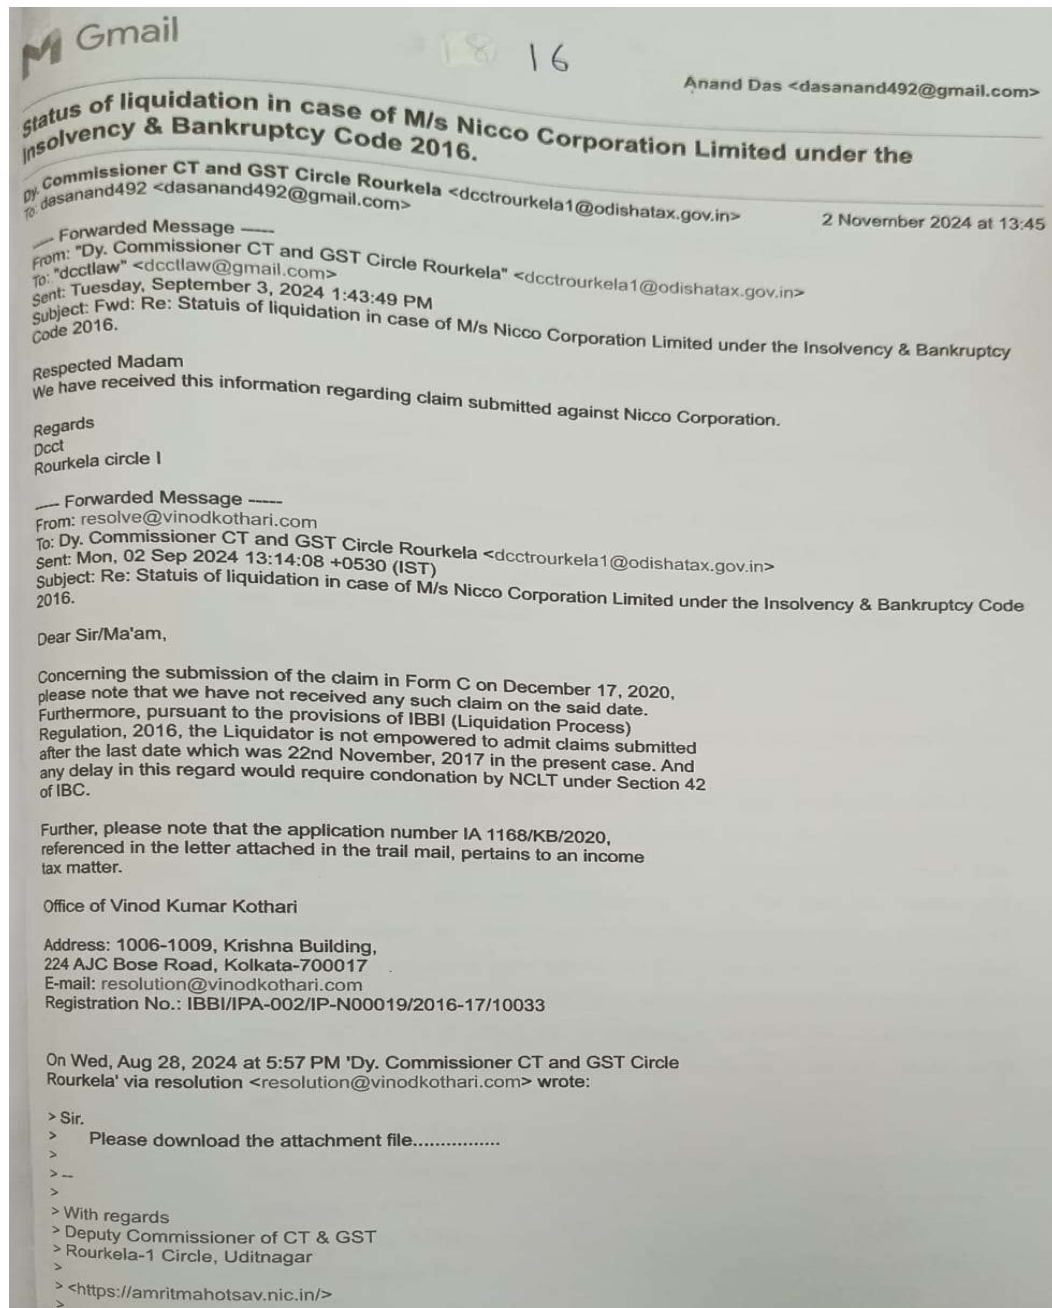 Gmail
16
Anand Das <dasanand492@gmail.com>
Status of liquidation in case of M/s Nicco Corporation Limited under the
Insolvency & Bankruptcy Code 2016.
Dy. Commissioner CT and GST Circle Rourkela <dcctrourkela1@odishatax.gov.in>
2 November 2024 at 13:45
To: dasanand492 <dasanand492@gmail.com>
---- Forwarded Message -----
From: "Dy. Commissioner CT and GST Circle Rourkela" <dcctrourkela1@odishatax.gov.in>
To: "dcctlaw" <dcctlaw@gmail.com>
Sent: Tuesday, September 3, 2024 1:43:49 PM
Subject: Fwd: Re: Statuis of liquidation in case of M/s Nicco Corporation Limited under the Insolvency & Bankruptcy
Code 2016.
Respected Madam
We have received this information regarding claim submitted against Nicco Corporation.
Regards
Dcct
Rourkela circle I
---- Forwarded Message -----
From: resolve@vinodkothari.com
To: Dy. Commissioner CT and GST Circle Rourkela <dcctrourkela1@odishatax.gov.in>
Sent: Mon, 02 Sep 2024 13:14:08 +0530 (IST)
Subject: Re: Statuis of liquidation in case of M/s Nicco Corporation Limited under the Insolvency & Bankruptcy Code
2016.
Dear Sir/Ma'am,
Concerning the submission of the claim in Form C on December 17, 2020,
please note that we have not received any such claim on the said date.
Furthermore, pursuant to the provisions of IBBI (Liquidation Process)
Regulation, 2016, the Liquidator is not empowered to admit claims submitted
after the last date which was 22nd November, 2017 in the present case. And
any delay in this regard would require condonation by NCLT under Section 42
of IBC.
Further, please note that the application number IA 1168/KB/2020,
referenced in the letter attached in the trail mail, pertains to an income
tax matter.
Office of Vinod Kumar Kothari
Address: 1006-1009, Krishna Building,
224 AJC Bose Road, Kolkata-700017
E-mail: resolution@vinodkothari.com
Registration No.: IBBI/IPA-002/IP-N00019/2016-17/10033
On Wed, Aug 28, 2024 at 5:57 PM 'Dy. Commissioner CT and GST Circle
Rourkela' via resolution <resolution@vinodkothari.com> wrote:
> Sir.
> Please download the attachment file................
>
> --
>
> With regards
> Deputy Commissioner of CT & GST
> Rourkela-1 Circle, Uditnagar
>
> <https://amritmahotsav.nic.in/>
>